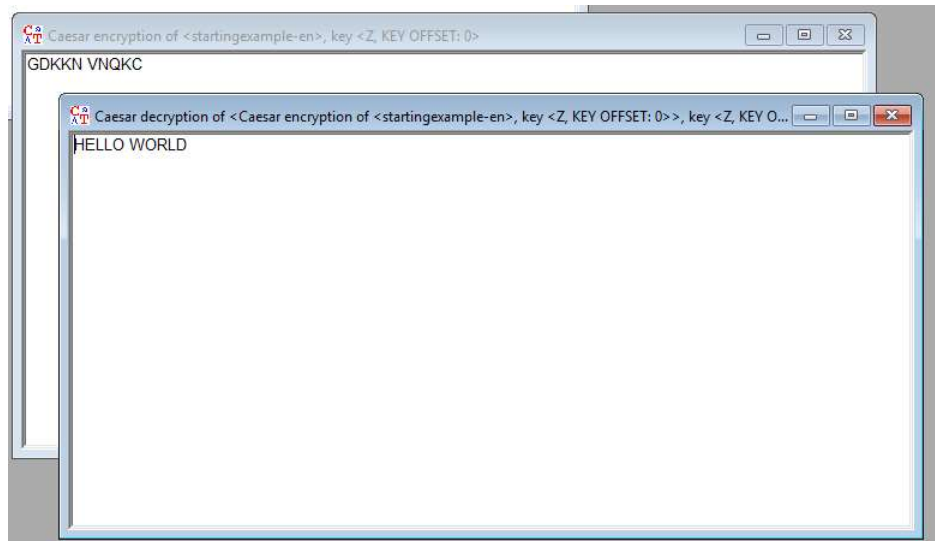 Caesar encryption of <startingexample-en>, key <Z, KEY OFFSET: 0>
GDKKN VNQKC
Caesar decryption of <Caesar encryption of <startingexample-en>, key <Z, KEY OFFSET: 0>>, key <Z, KEY O...
HELLO WORLD